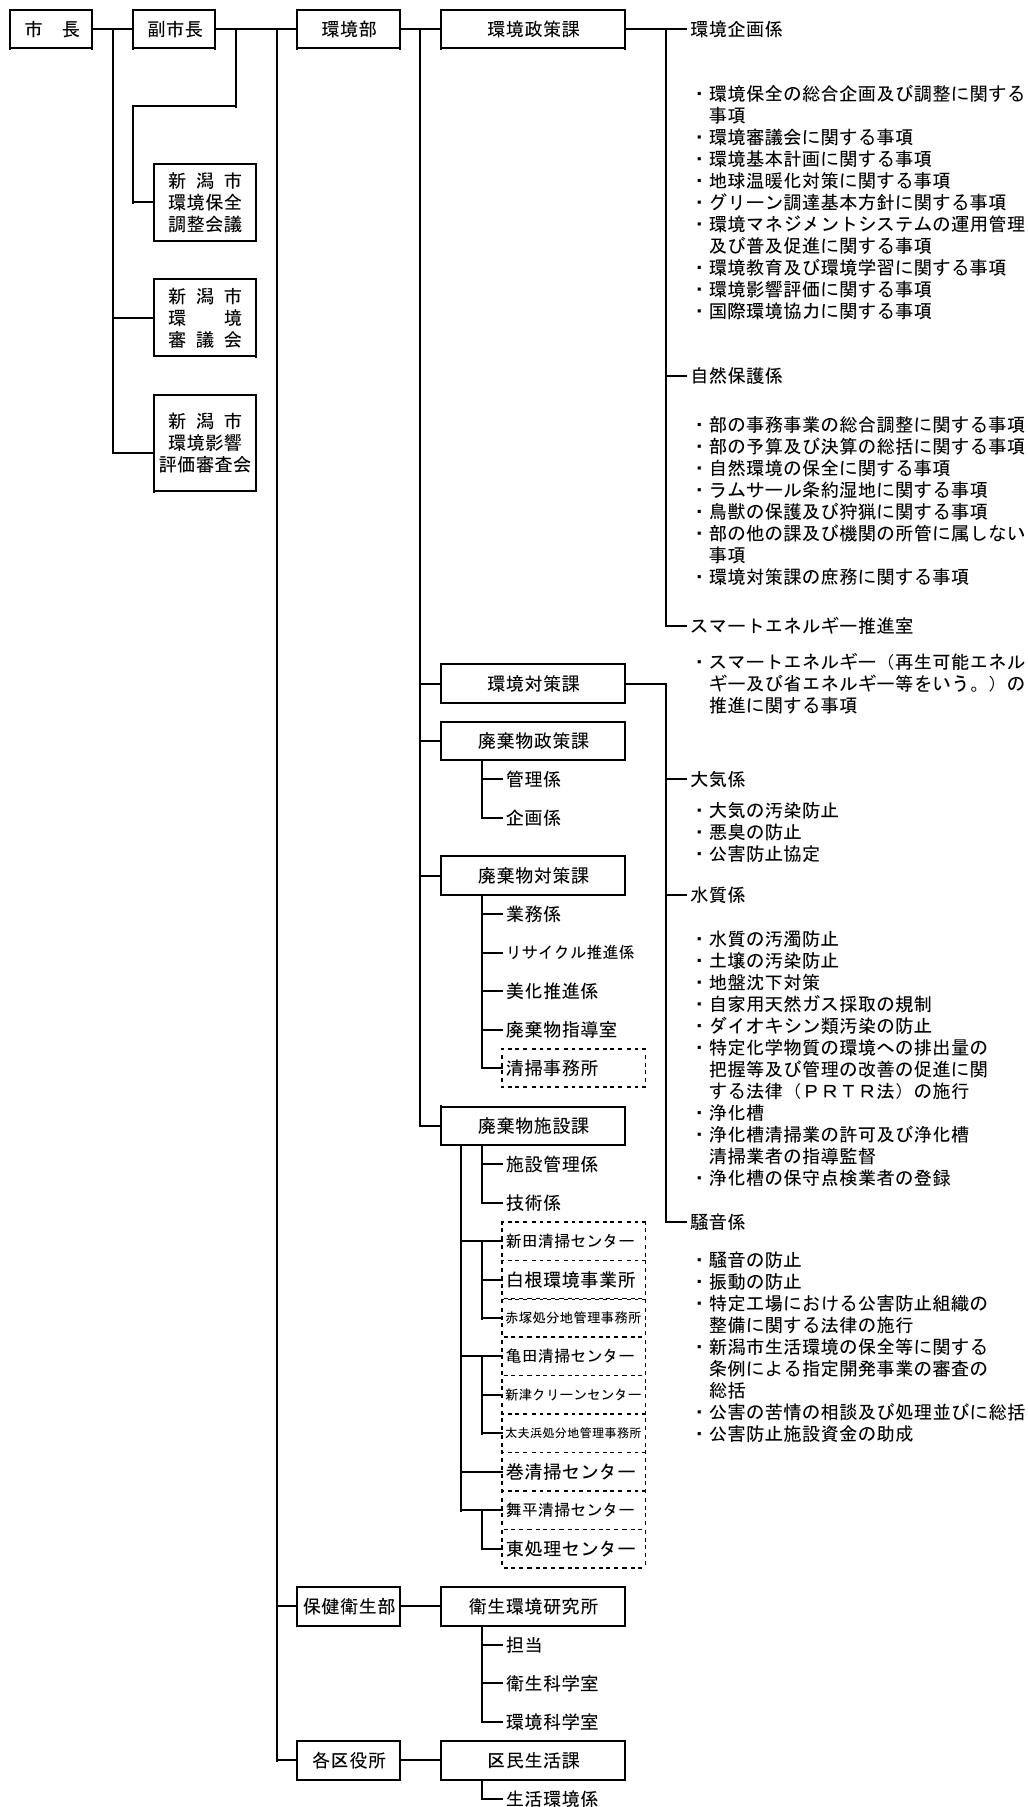 市　長
副市長
環境部
環境政策課
環境企画係
・環境保全の総合企画及び調整に関する
事項
・環境審議会に関する事項
・環境基本計画に関する事項
・地球温暖化対策に関する事項
・グリーン調達基本方針に関する事項
・環境マネジメントシステムの運用管理
及び普及促進に関する事項
・環境教育及び環境学習に関する事項
・環境影響評価に関する事項
・国際環境協力に関する事項
新 潟 市
環境保全
調整会議
新 潟 市
環　　境
審 議 会
新 潟 市
環境影響
評価審査会
自然保護係
・部の事務事業の総合調整に関する事項
・部の予算及び決算の総括に関する事項
・自然環境の保全に関する事項
・ラムサール条約湿地に関する事項
・鳥獣の保護及び狩猟に関する事項
・部の他の課及び機関の所管に属しない
事項
・環境対策課の庶務に関する事項
スマートエネルギー推進室
・スマートエネルギー（再生可能エネル
ギー及び省エネルギー等をいう。）の
推進に関する事項
環境対策課
大気係
・大気の汚染防止
・悪臭の防止
・公害防止協定
水質係
・水質の汚濁防止
・土壌の汚染防止
・地盤沈下対策
・自家用天然ガス採取の規制
・ダイオキシン類汚染の防止
・特定化学物質の環境への排出量の
把握等及び管理の改善の促進に関
する法律（ＰＲＴＲ法）の施行
・浄化槽
・浄化槽清掃業の許可及び浄化槽
清掃業者の指導監督
・浄化槽の保守点検業者の登録
騒音係
・騒音の防止
・振動の防止
・特定工場における公害防止組織の
整備に関する法律の施行
・新潟市生活環境の保全等に関する
条例による指定開発事業の審査の
総括
・公害の苦情の相談及び処理並びに総括
・公害防止施設資金の助成
廃棄物政策課
管理係
企画係
廃棄物対策課
業務係
リサイクル推進係
美化推進係
廃棄物指導室
清掃事務所
廃棄物施設課
施設管理係
技術係
新田清掃センター
白根環境事業所
赤塚処分地管理事務所
亀田清掃センター
新津クリーンセンター
太夫浜処分地管理事務所
巻清掃センター
舞平清掃センター
東処理センター
保健衛生部
衛生環境研究所
担当
衛生科学室
環境科学室
各区役所
区民生活課
生活環境係